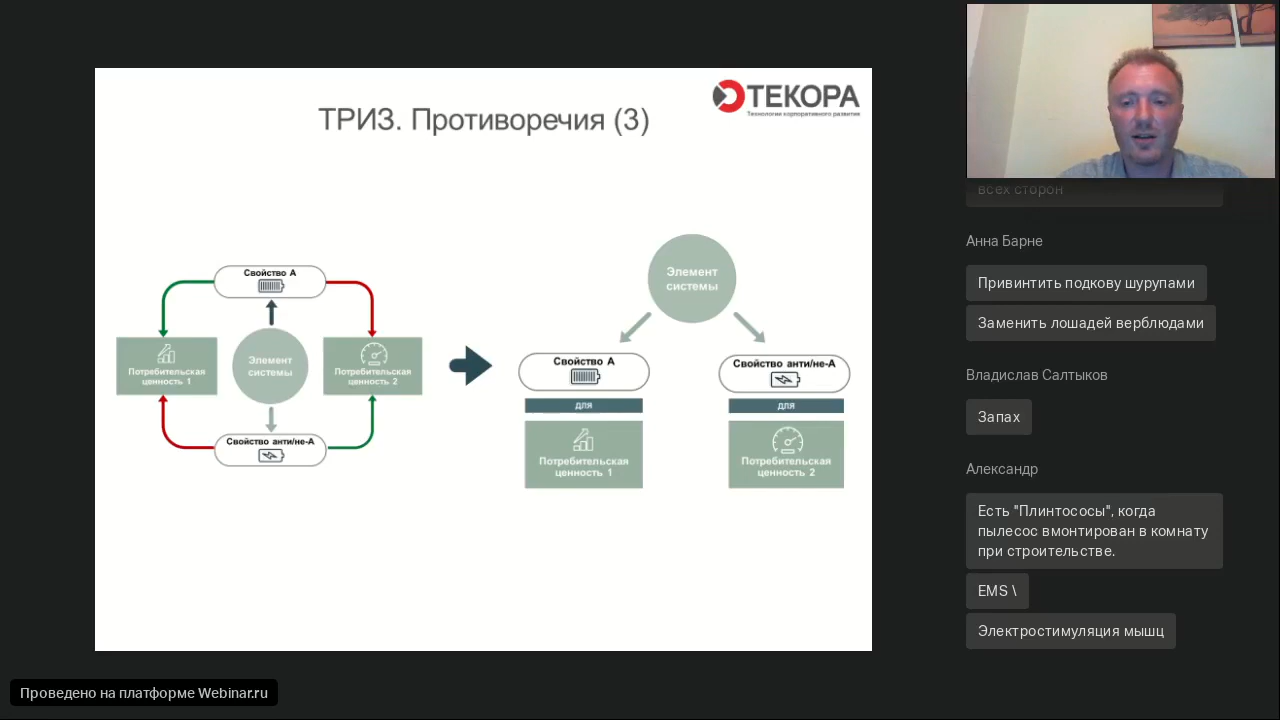 ТЕКОРА
Технологии корпоративного развития
ТРИЗ. Противоречия (3)
Свойство А
Потребительская
ценность 1
Элемент
системы
Потребительская
ценность 2
Свойство анти/не-А
Элемент
системы
Свойство А
для
Потребительская
ценность 1
Свойство анти/не-А
для
Потребительская
ценность 2
всех сторон
Анна Барне
Привинтить подкову шурупами
Заменить лошадей верблюдами
Владислав Салтыков
Запах
Александр
Есть "Плинтососы", когда
пылесос вмонтирован в комнату
при строительстве.
EMS \
Электростимуляция мышц
Проведено на платформе Webinar.ru